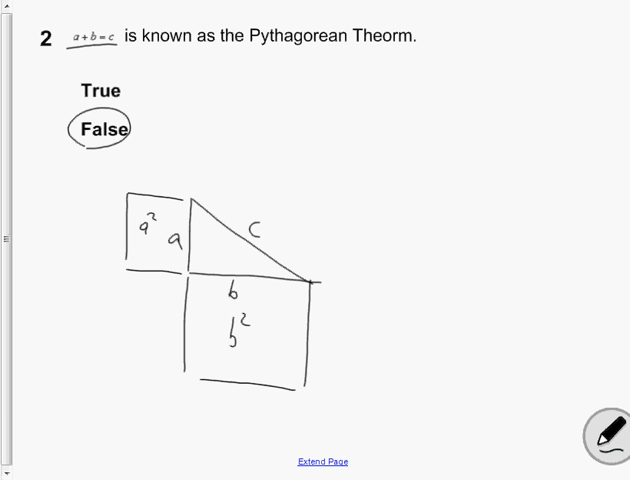 2 a+b=c is known as the Pythagorean Theorm.
True
False
a²
a
c
b
b²
Extend Page